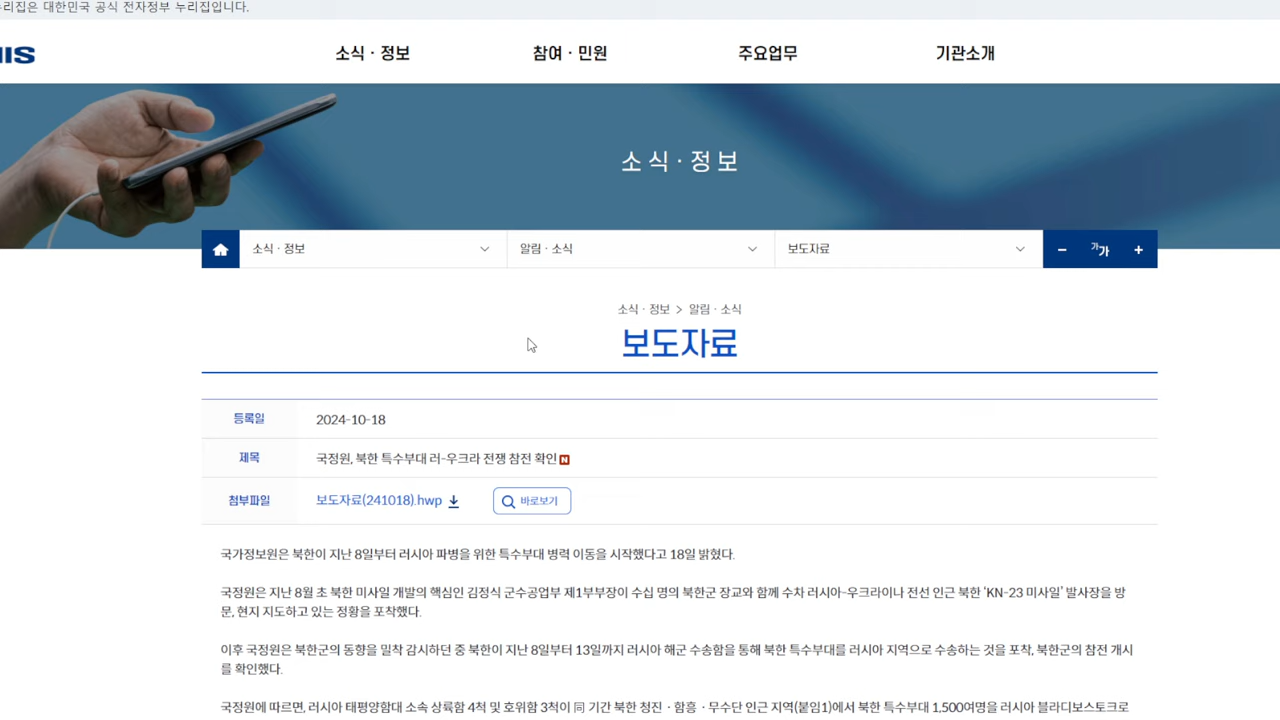 누리집은 대한민국 공식 전자정부 누리집입니다.
IIS
소식 · 정보
참여 · 민원
주요업무
기관소개
소식 · 정보
소식 · 정보
알림 · 소식
보도자료
가가
소식 · 정보 > 알림 · 소식
보도자료
등록일 2024-10-18
제목 국정원, 북한 특수부대 러-우크라 전쟁 참전 확인 N
첨부파일 보도자료(241018).hwp 바로보기
국가정보원은 북한이 지난 8일부터 러시아 파병을 위한 특수부대 병력 이동을 시작했다고 18일 밝혔다.
국정원은 지난 8월 초 북한 미사일 개발의 핵심인 김정식 군수공업부 제1부부장이 수십 명의 북한군 장교와 함께 수차 러시아-우크라이나 전선 인근 북한 ‘KN-23 미사일’ 발사장을 방
문, 현지 지도하고 있는 정황을 포착했다.
이후 국정원은 북한군의 동향을 밀착 감시하던 중 북한이 지난 8일부터 13일까지 러시아 해군 수송함을 통해 북한 특수부대를 러시아 지역으로 수송하는 것을 포착, 북한군의 참전 개시
를 확인했다.
국정원에 따르면, 러시아 태평양함대 소속 상륙함 4척 및 호위함 3척이 同 기간 북한 청진 · 함흥 · 무수단 인근 지역(붙임1)에서 북한 특수부대 1,500여명을 러시아 블라디보스토크로